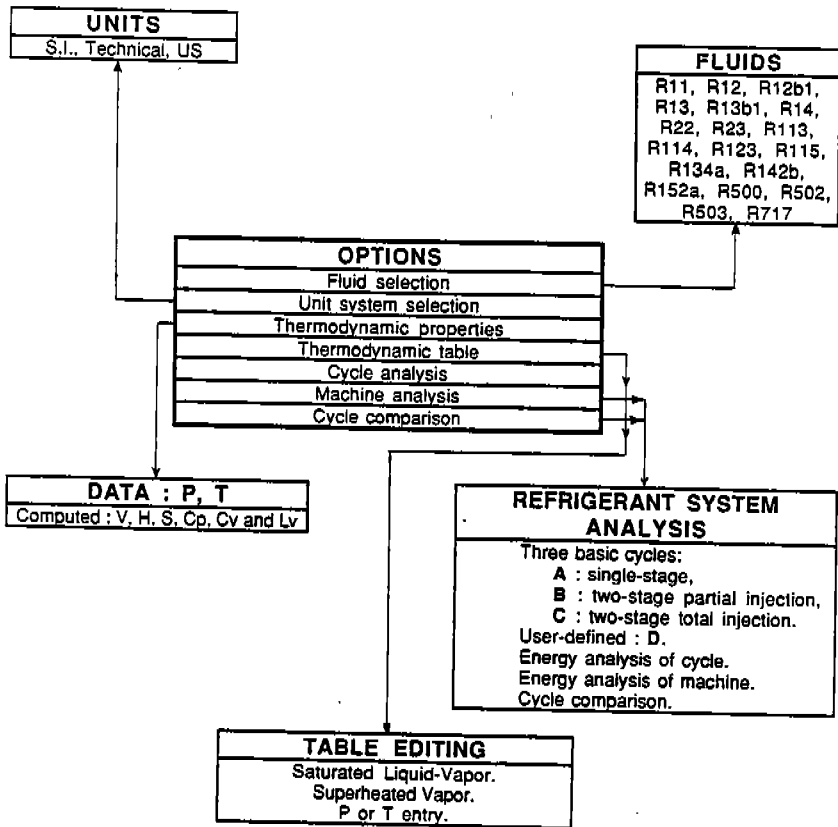 UNITS
S.I., Technical, US
FLUIDS
R11, R12, R12b1,
R13, R13b1, R14,
R22, R23, R113,
R114, R123, R115,
R134a, R142b,
R152a, R500, R502,
R503, R717
OPTIONS
Fluid selection
Unit system selection
Thermodynamic properties
Thermodynamic table
Cycle analysis
Machine analysis
Cycle comparison
DATA : P, T
Computed : V, H, S, Cp, Cv and Lv
REFRIGERANT SYSTEM
ANALYSIS
Three basic cycles:
A : single-stage,
B : two-stage partial injection,
C : two-stage total injection.
User-defined : D.
Energy analysis of cycle.
Energy analysis of machine.
Cycle comparison.
TABLE EDITING
Saturated Liquid-Vapor.
Superheated Vapor.
P or T entry.